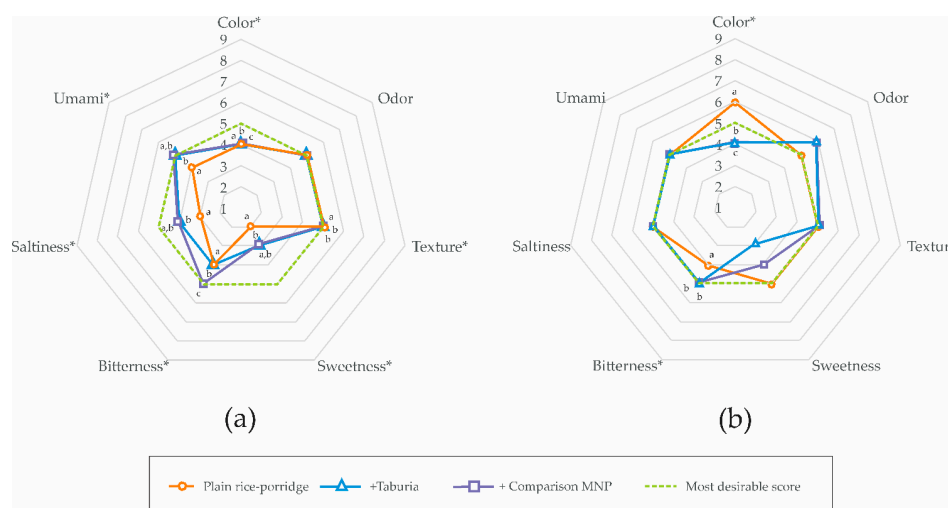 Color*
9
8
7
6
5
4
3
2
1
Odor
Texture*
Sweetness*
Bitterness*
Saltiness*
Umami*
a b c
a,b
b
a
a
a,b
b
a
b
c
a
b
a,b
a
b
(a)
Color*
9
8
7
6
5
4
3
2
1
Odor
Texture
Sweetness
Bitterness*
Saltiness
Umami
a
b
c
a
b
b
(b)
Plain rice-porridge
+Taburia
+ Comparison MNP
Most desirable score